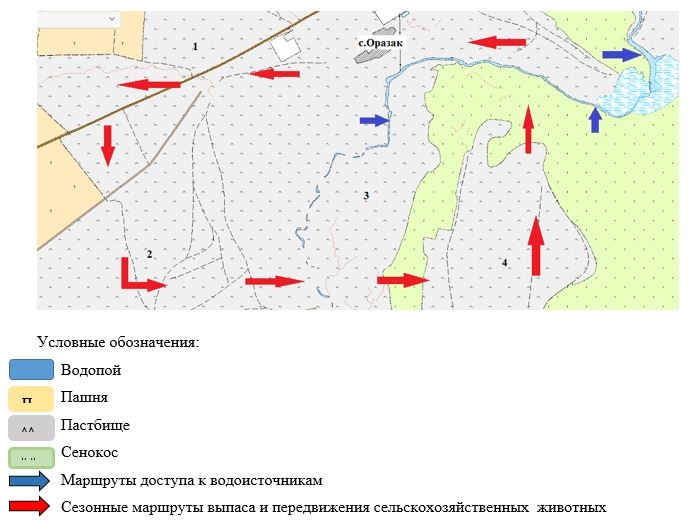 1
с.Оразак
3
2
4
Условные обозначения:
Водопой
Пашня
Пастбище
Сенокос
Маршруты доступа к водоисточникам
Сезонные маршруты выпаса и передвижения сельскохозяйственных животных